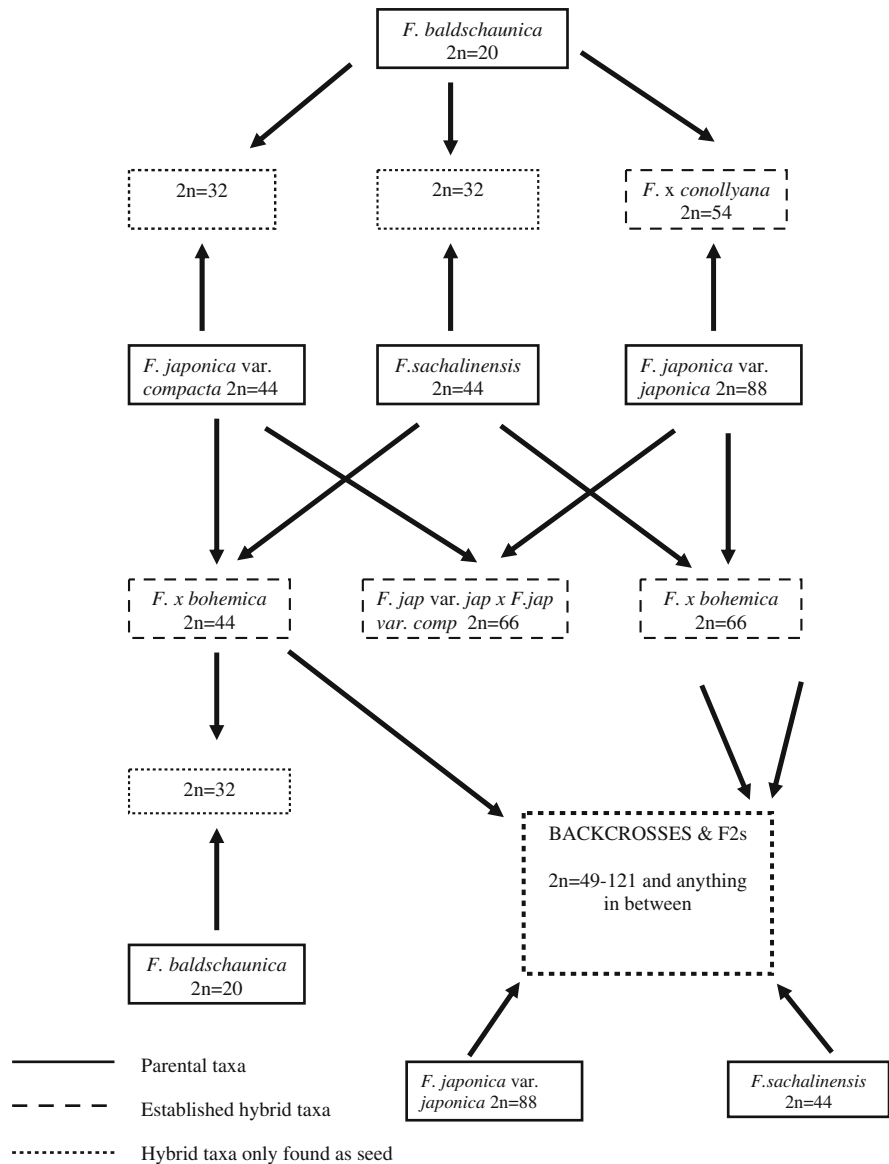 F. baldschaunica
2n=20
2n=32
2n=32
F. x conollyana
2n=54
F. japonica var.
compacta 2n=44
F.sachalinensis
2n=44
F. japonica var.
japonica 2n=88
F. x bohemica
2n=44
F. jap var. jap x F.jap
var. comp 2n=66
F. x bohemica
2n=66
2n=32
BACKCROSSES & F2s
2n=49-121 and anything
in between
F. baldschaunica
2n=20
F. japonica var.
japonica 2n=88
F.sachalinensis
2n=44
Parental taxa
Established hybrid taxa
Hybrid taxa only found as seed